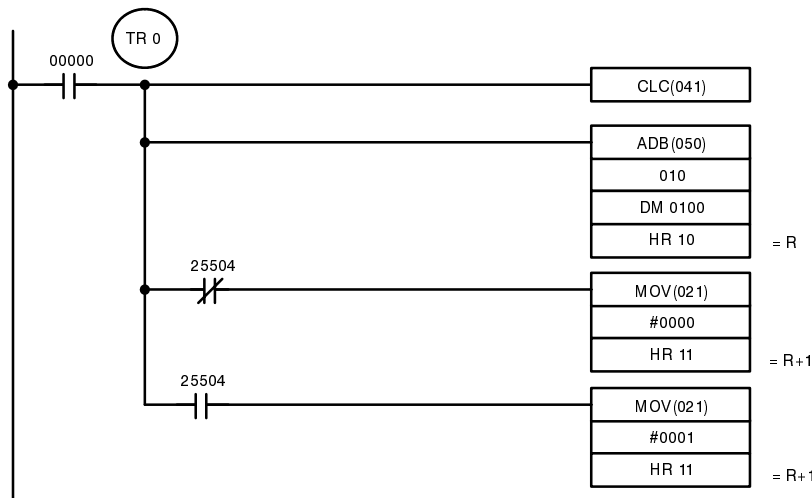 TR 0
00000
CLC(041)
ADB(050)
010
DM 0100
HR 10
= R
25504
MOV(021)
#0000
HR 11
= R+1
25504
MOV(021)
#0001
HR 11
= R+1